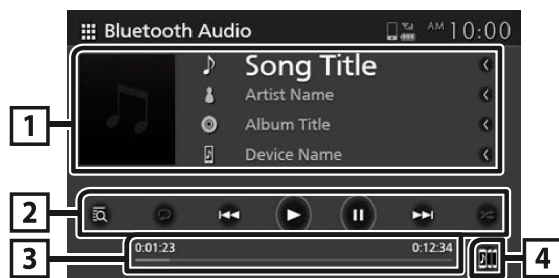 Bluetooth Audio AM 10:00
Song Title
Artist Name
Album Title
Device Name
1
2
3
0:01:23 0:12:34
4